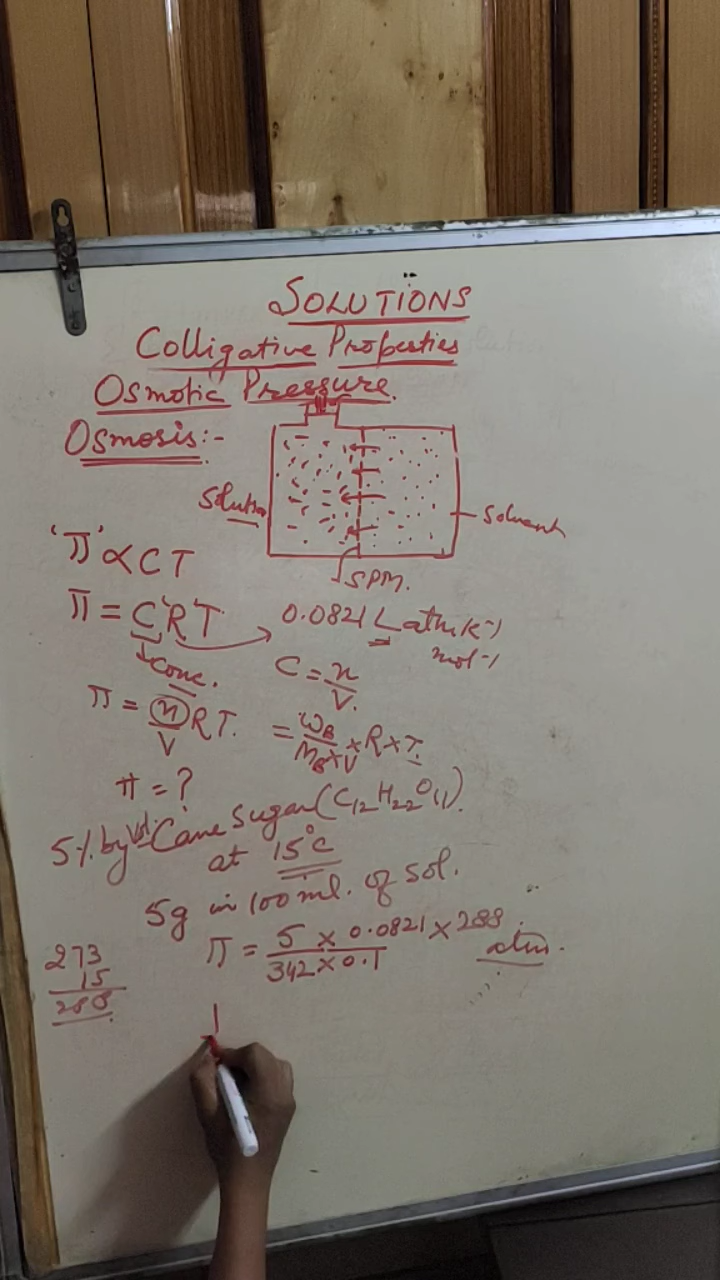 SOLUTIONS
Colligative Properties
Osmotic Pressure.
Osmosis:-
Solution
Solvent
SPM.
'π' ∝ CT
π = CRT → 0.0821 L atm K⁻¹ mol⁻¹
↓ Conc.
C = n/V.
π = n/V RT. = W_B/(M_B × V) × R × T.
π = ?
5% by Vol. Cane Sugar (C₁₂H₂₂O₁₁).
at 15°C
5g in 100 ml. of Sol.
π = (5 × 0.0821 × 288)/(342 × 0.1) atm.
273
15
288